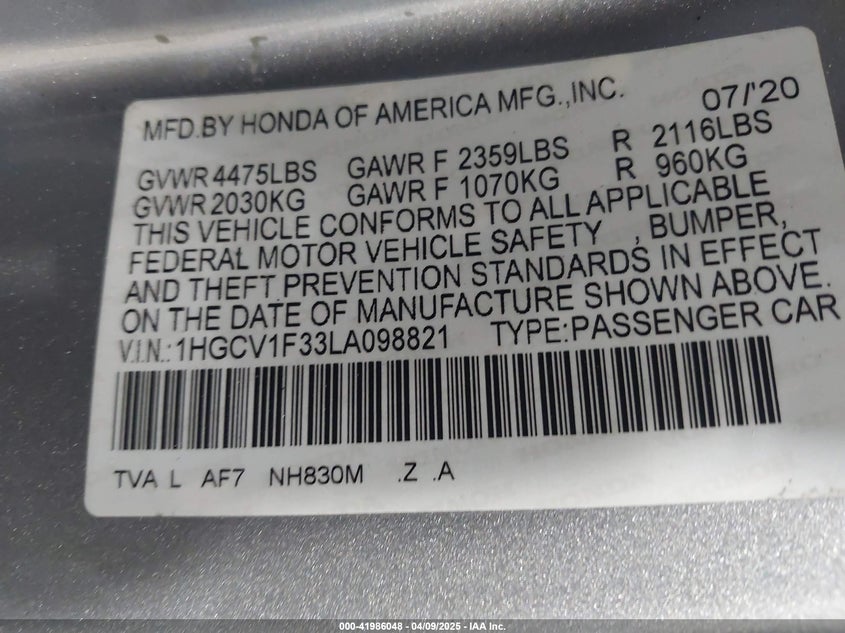 MFD.BY HONDA OF AMERICA MFG.,INC. 07/'20
GVWR 4475LBS GAWR F 2359LBS R 2116LBS
GVWR 2030KG GAWR F 1070KG R 960KG
THIS VEHICLE CONFORMS TO ALL APPLICABLE
FEDERAL MOTOR VEHICLE SAFETY , BUMPER,
AND THEFT PREVENTION STANDARDS IN EFFECT
ON THE DATE OF MANUFACTURE SHOWN ABOVE.
V.I.N.:1HGCV1F33LA098821 TYPE:PASSENGER CAR
TVA L AF7 NH830M .Z .A
000-41986048 - 04/09/2025 - IAA Inc.